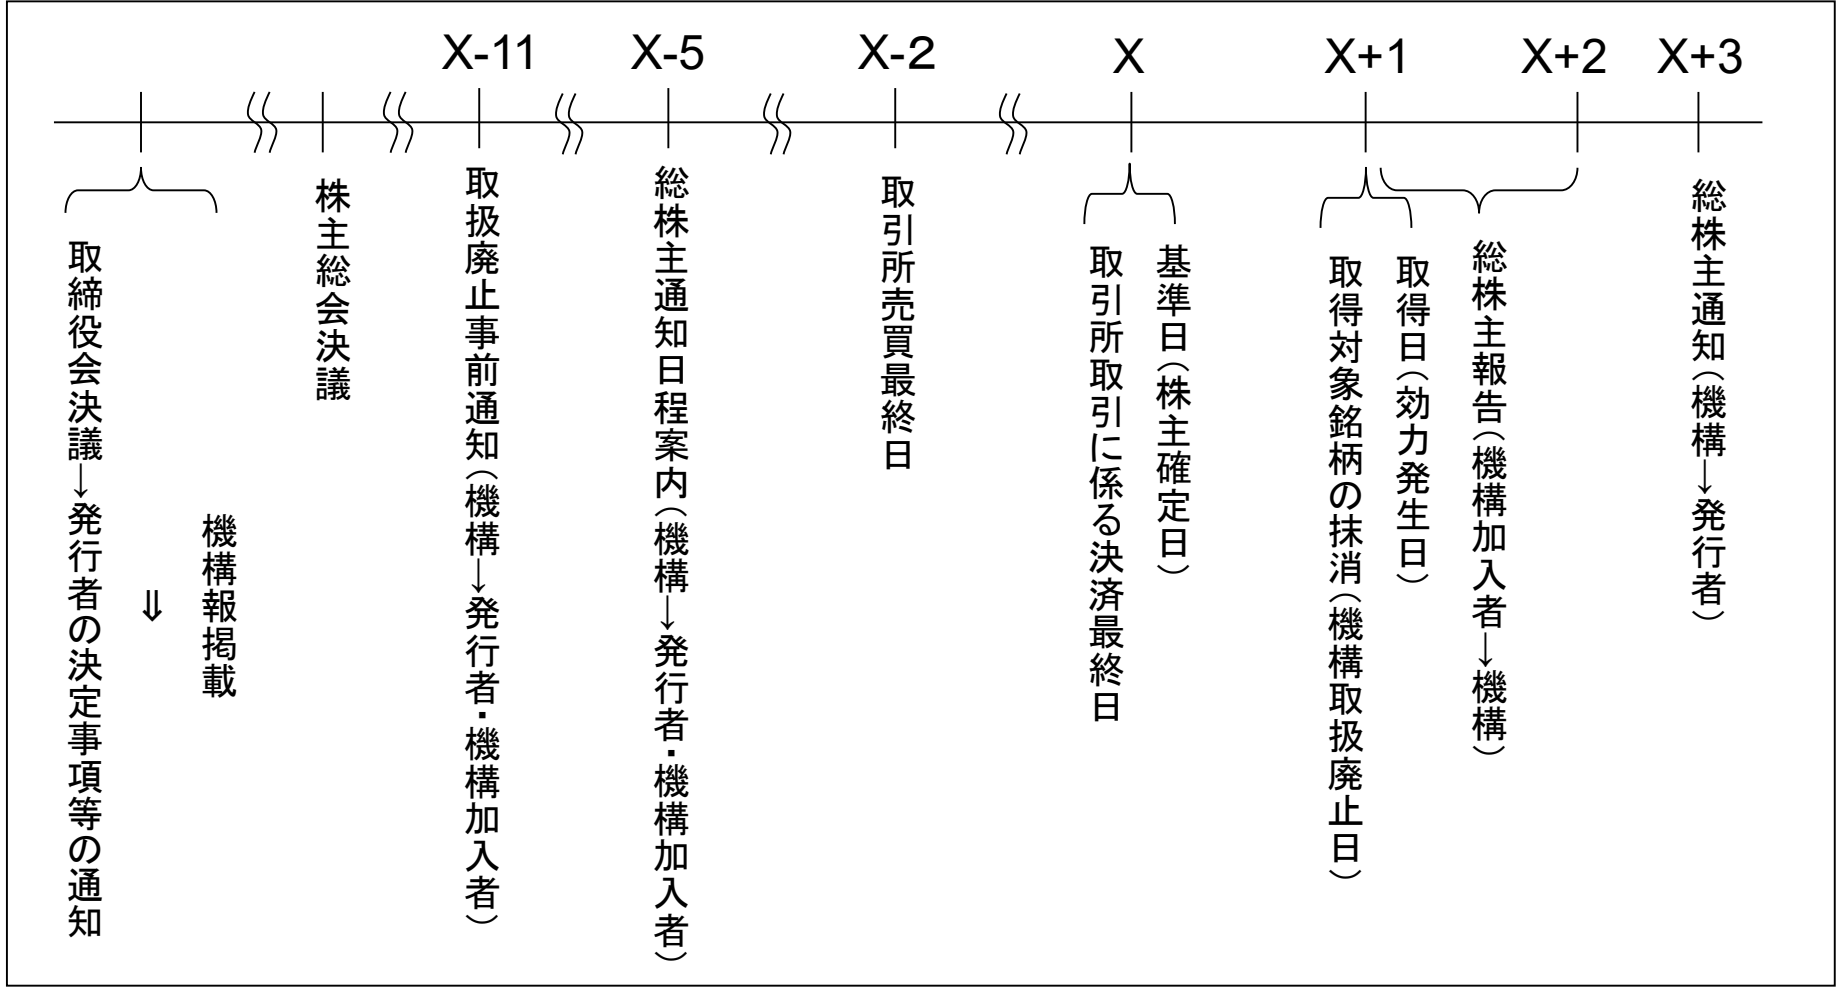 X-11
X-5
X-2
X
X+1
X+2
X+3
取締役会決議→発行者の決定事項等の通知
⇓
機構報掲載
株主総会決議
取扱廃止事前通知(機構→発行者・機構加入者)
総株主通知日程案内(機構→発行者・機構加入者)
取引所売買最終日
取引所取引に係る決済最終日
基準日(株主確定日)
取得対象銘柄の抹消(機構取扱廃止日)
取得日(効力発生日)
総株主報告(機構加入者→機構)
総株主通知(機構→発行者)